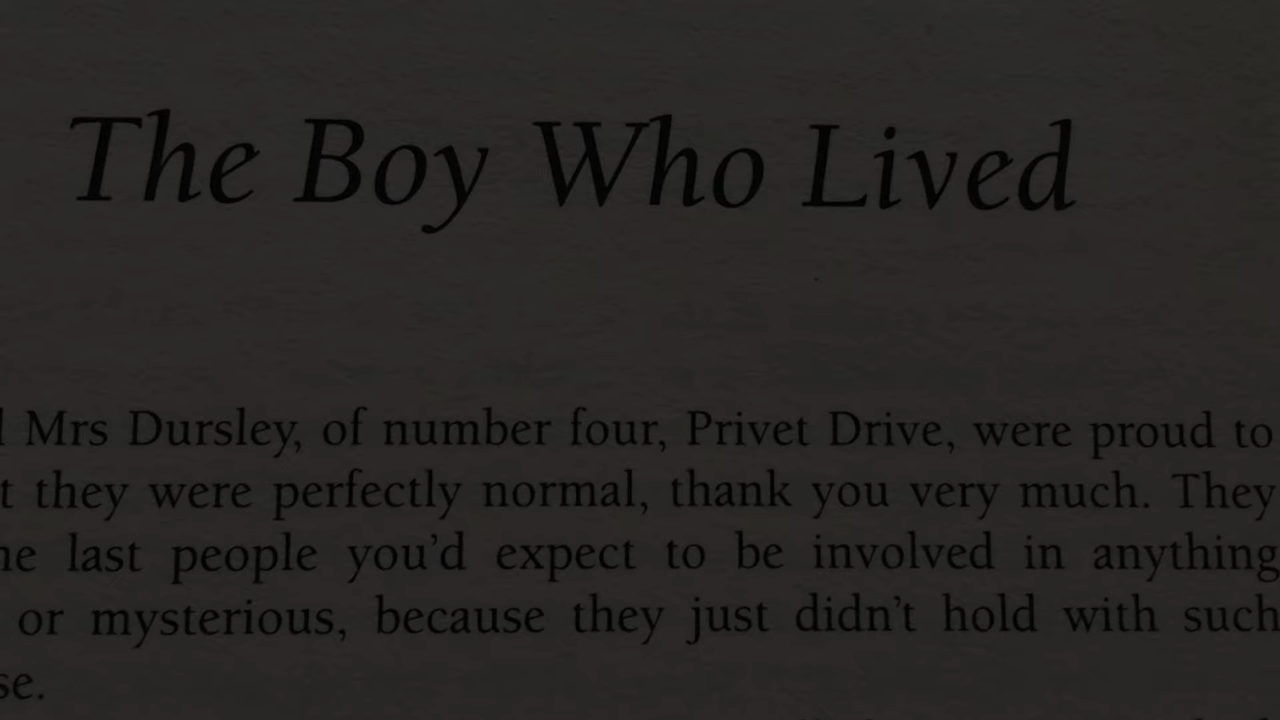 The Boy Who Lived
Mrs Dursley, of number four, Privet Drive, were proud to
they were perfectly normal, thank you very much. They
last people you’d expect to be involved in anything
or mysterious, because they just didn’t hold with such